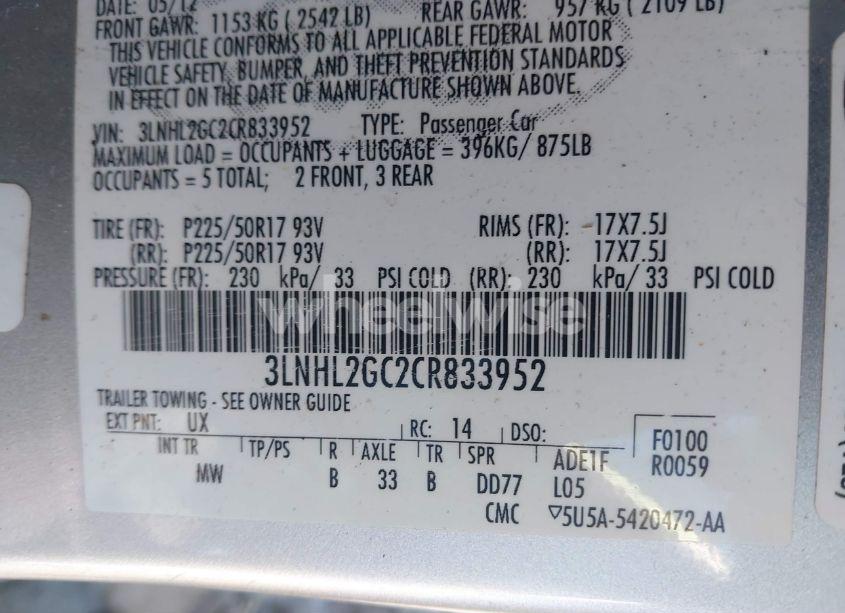 DATE: 05/12
FRONT GAWR: 1153 KG ( 2542 LB) REAR GAWR: 957 KG ( 2109 LB)
THIS VEHICLE CONFORMS TO ALL APPLICABLE FEDERAL MOTOR
VEHICLE SAFETY, BUMPER, AND THEFT PREVENTION STANDARDS
IN EFFECT ON THE DATE OF MANUFACTURE SHOWN ABOVE.
VIN: 3LNHL2GC2CR833952 TYPE: Passenger Car
MAXIMUM LOAD = OCCUPANTS + LUGGAGE = 396KG/ 875LB
OCCUPANTS = 5 TOTAL; 2 FRONT, 3 REAR
TIRE (FR): P225/50R17 93V RIMS (FR): 17X7.5J
(RR): P225/50R17 93V (RR): 17X7.5J
PRESSURE (FR): 230 kPa/ 33 PSI COLD (RR): 230 kPa/ 33 PSI COLD
wheelwise
3LNHL2GC2CR833952
TRAILER TOWING - SEE OWNER GUIDE
EXT PNT: UX RC: 14 DSO: F0100
INT TR TP/PS R AXLE TR SPR ADE1F R0059
MW B 33 B DD77 L05
CMC ▽5U5A-5420472-AA